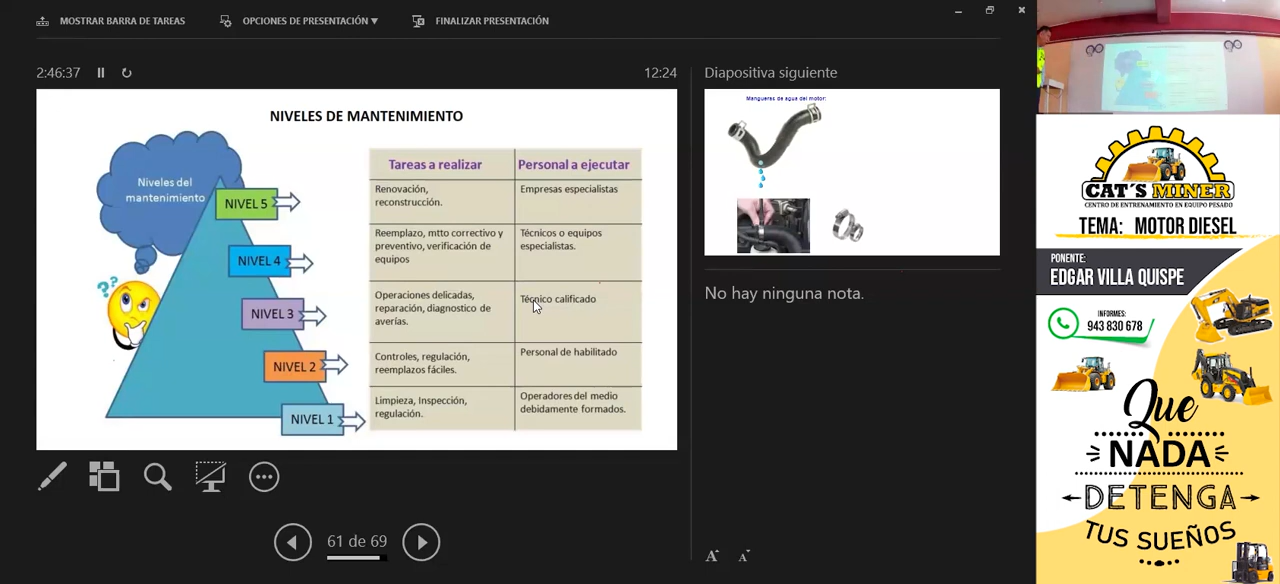 MOSTRAR BARRA DE TAREAS
OPCIONES DE PRESENTACIÓN ▼
FINALIZAR PRESENTACIÓN
2:46:37
12:24
NIVELES DE MANTENIMIENTO
Niveles del
mantenimiento
NIVEL 5
NIVEL 4
NIVEL 3
NIVEL 2
NIVEL 1
Tareas a realizar
Personal a ejecutar
Renovación,
reconstrucción.
Empresas especialistas
Reemplazo, mtto correctivo y
preventivo, verificación de
equipos
Técnicos o equipos
especialistas.
Operaciones delicadas,
reparación, diagnostico de
averías.
Técnico calificado
Controles, regulación,
reemplazos fáciles.
Personal de habilitado
Limpieza, Inspección,
regulación.
Operadores del medio
debidamente formados.
61 de 69
Diapositiva siguiente
Mangueras de agua del motor:
No hay ninguna nota.
A A
CAT'S MINER
CENTRO DE ENTRENAMIENTO EN EQUIPO PESADO
TEMA: MOTOR DIESEL
PONENTE:
EDGAR VILLA QUISPE
INFORMES:
943 830 678
Que
NADA
DETENGA
TUS SUEÑOS